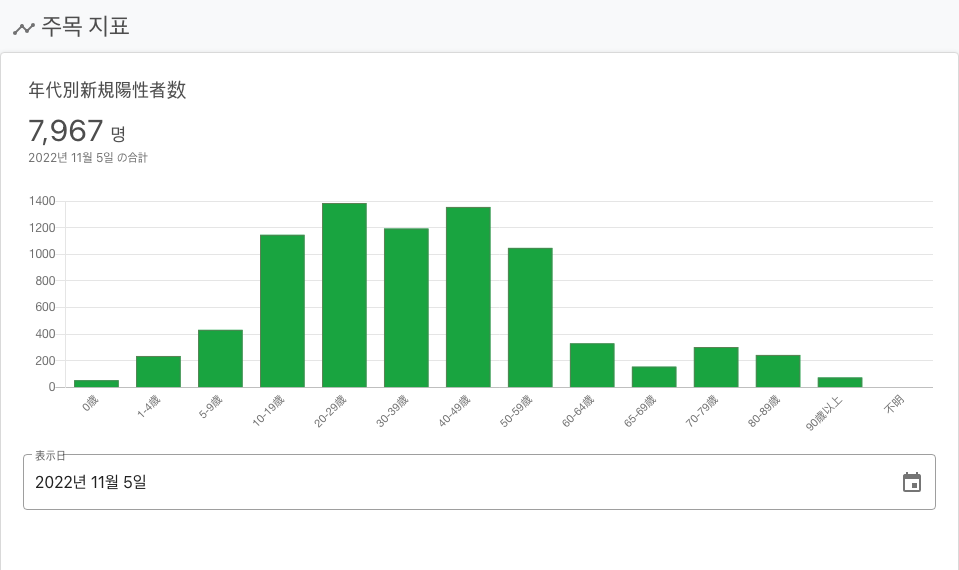 주목 지표
年代別新規陽性者数
7,967 명
2022년 11월 5일 の合計
1400
1200
1000
800
600
400
200
0
0歳
1-4歳
5-9歳
10-19歳
20-29歳
30-39歳
40-49歳
50-59歳
60-64歳
65-69歳
70-79歳
80-89歳
90歳以上
不明
表示日
2022년 11월 5일